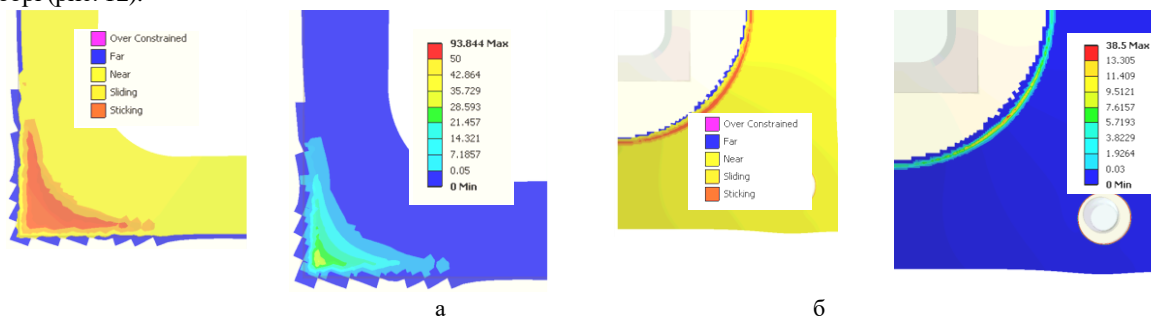 (рис. 12).
Over Constrained
Far
Near
Sliding
Sticking
93.844 Max
50
42.864
35.729
28.593
21.457
14.321
7.1857
0.05
0 Min
Over Constrained
Far
Near
Sliding
Sticking
38.5 Max
13.305
11.409
9.5121
7.6157
5.7193
3.8229
1.9264
0.03
0 Min
а
б